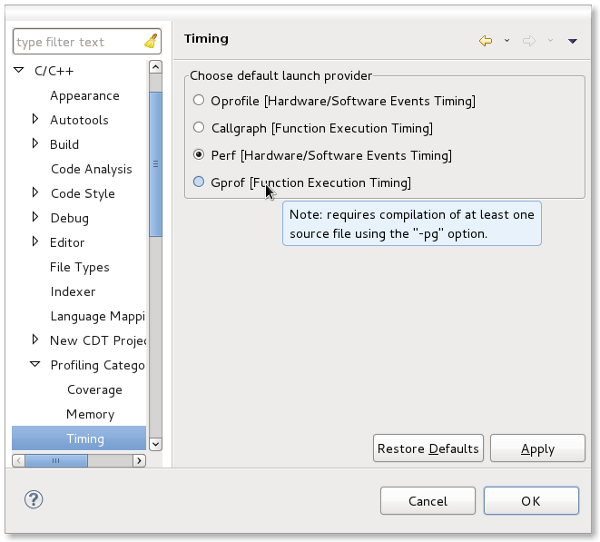 type filter text
Timing
C/C++
Appearance
Autotools
Build
Code Analysis
Code Style
Debug
Editor
File Types
Indexer
Language Mappi
New CDT Projec
Profiling Catego
Coverage
Memory
Timing
Choose default launch provider
Oprofile [Hardware/Software Events Timing]
Callgraph [Function Execution Timing]
Perf [Hardware/Software Events Timing]
Gprof [Function Execution Timing]
Note: requires compilation of at least one
source file using the "-pg" option.
Restore Defaults
Apply
Cancel
OK